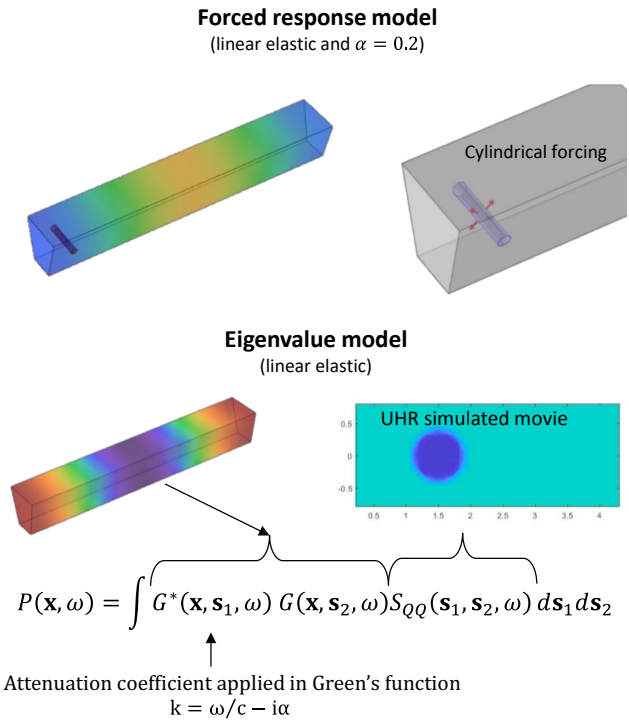 Forced response model
(linear elastic and α = 0.2)
Cylindrical forcing
Eigenvalue model
(linear elastic)
UHR simulated movie
0.5
0
-0.5
0.5 1 1.5 2 2.5 3 3.5 4
P(x, ω) = ∫ G*(x, s₁, ω) G(x, s₂, ω)S_QQ(s₁, s₂, ω)ds₁ds₂
Attenuation coefficient applied in Green's function
k = ω/c − iα